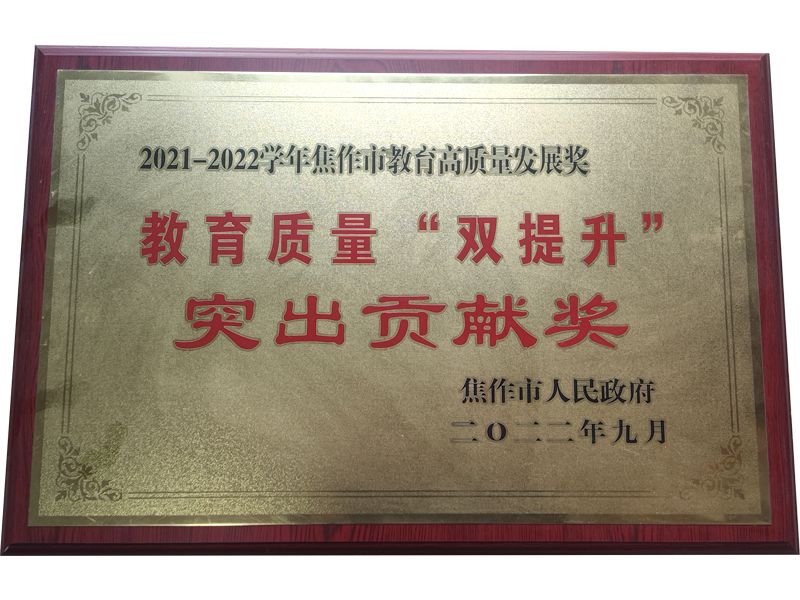 2021-2022学年焦作市教育高质量发展奖
教育质量“双提升”
突出贡献奖
焦作市人民政府
二〇二二年九月